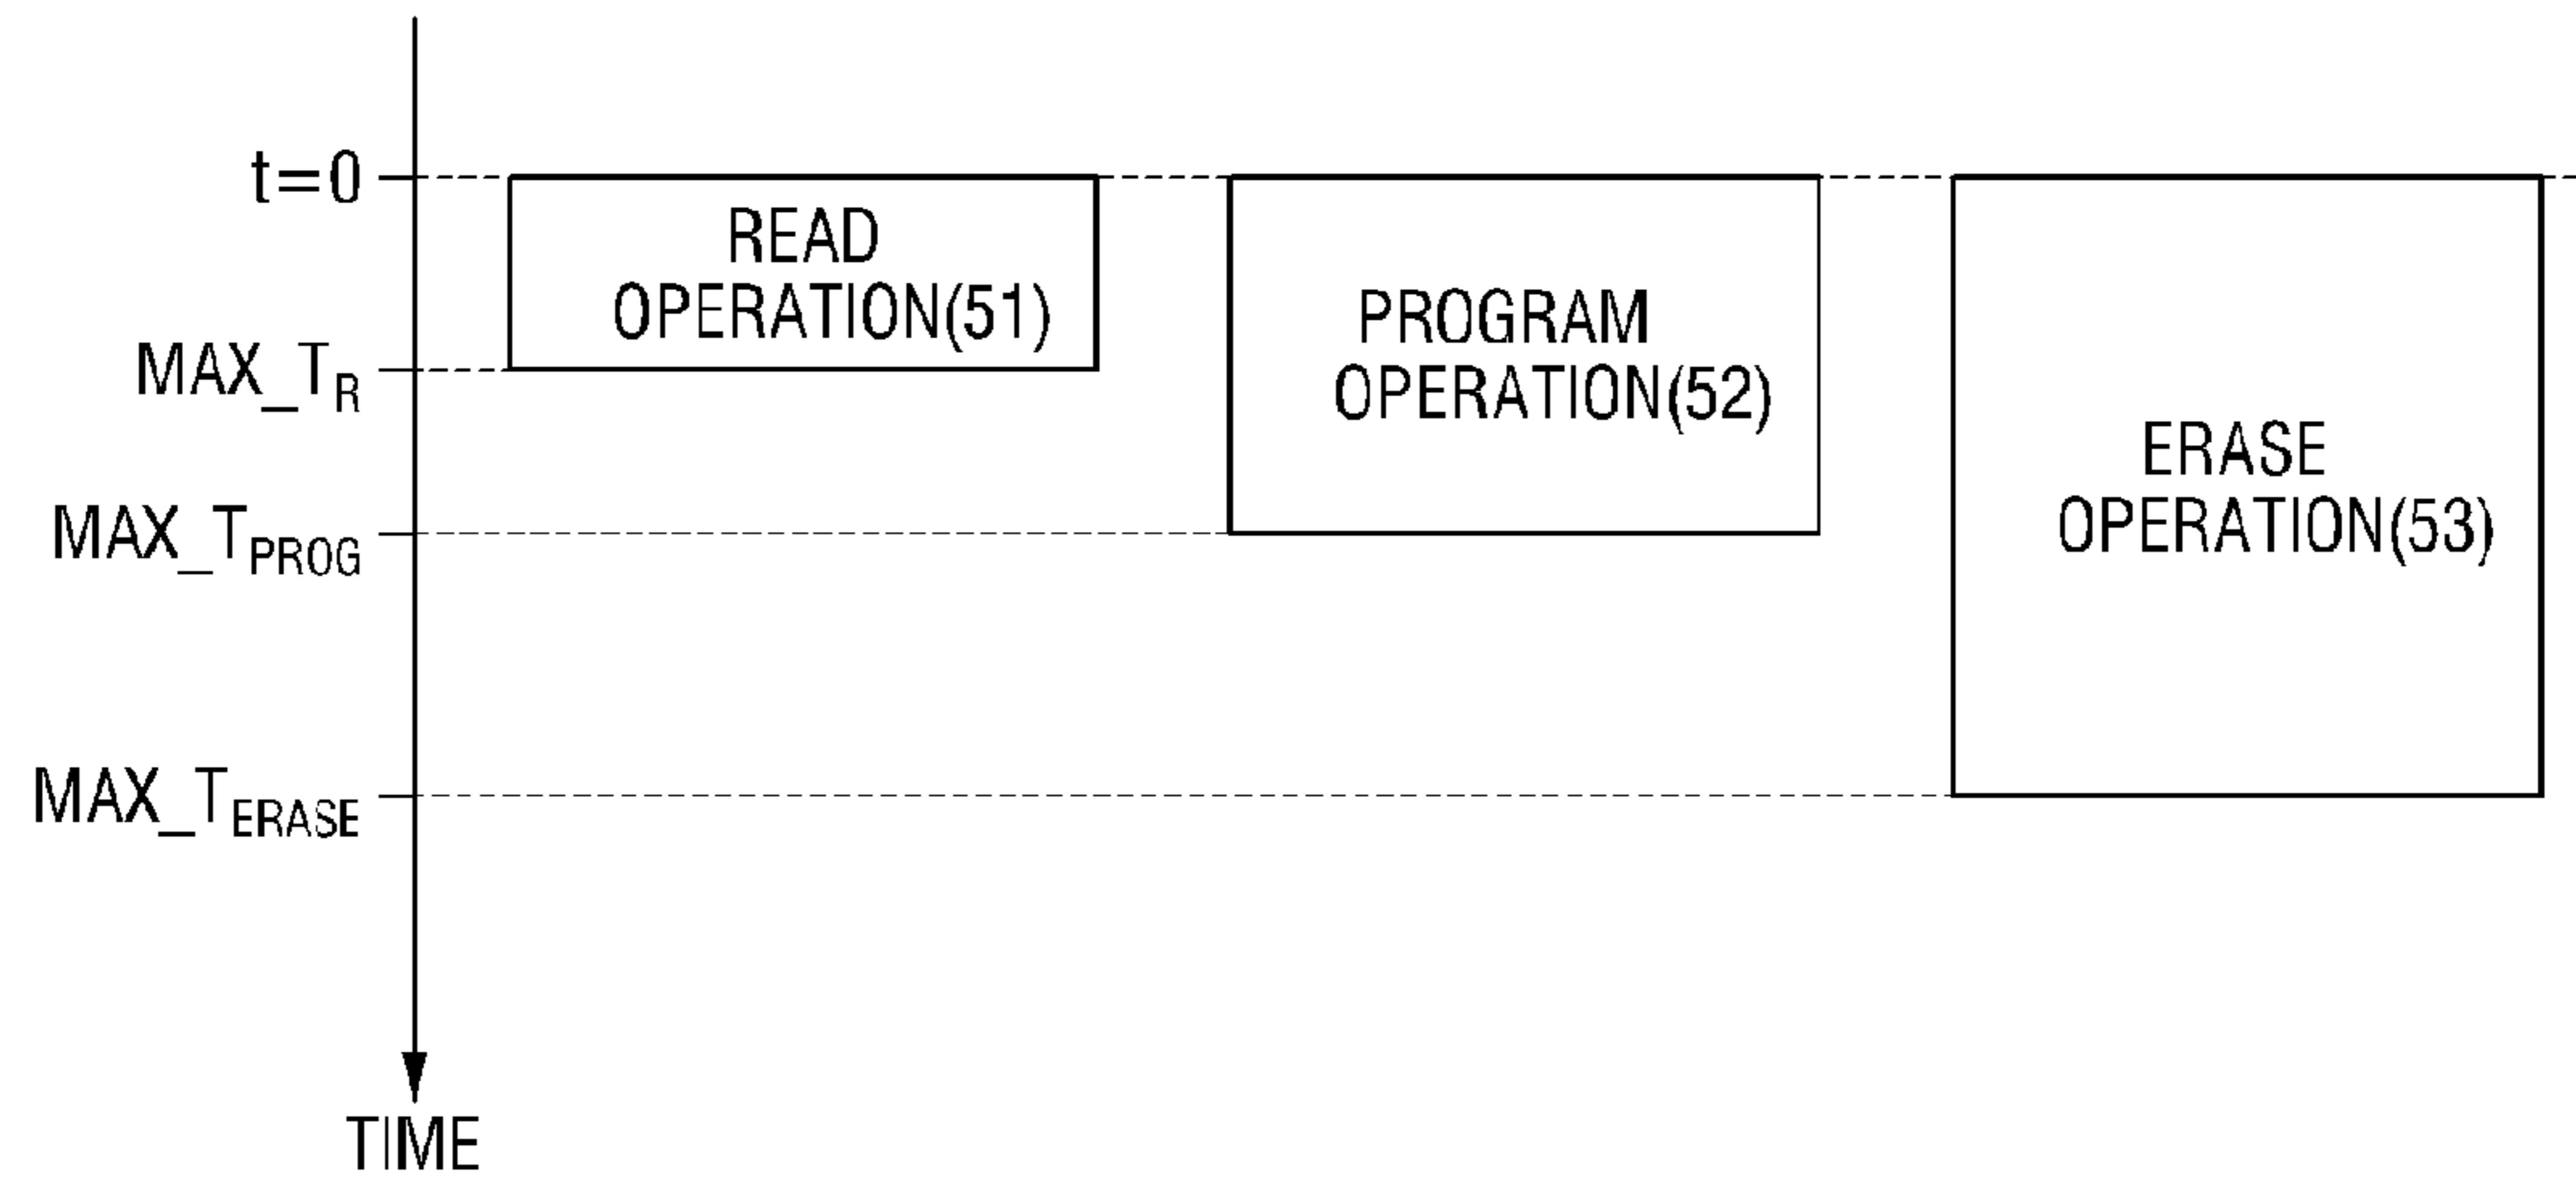 t=0
READ
OPERATION(51)
MAX_TR
PROGRAM
OPERATION(52)
MAX_TPROG
ERASE
OPERATION(53)
MAX_TERASE
TIME